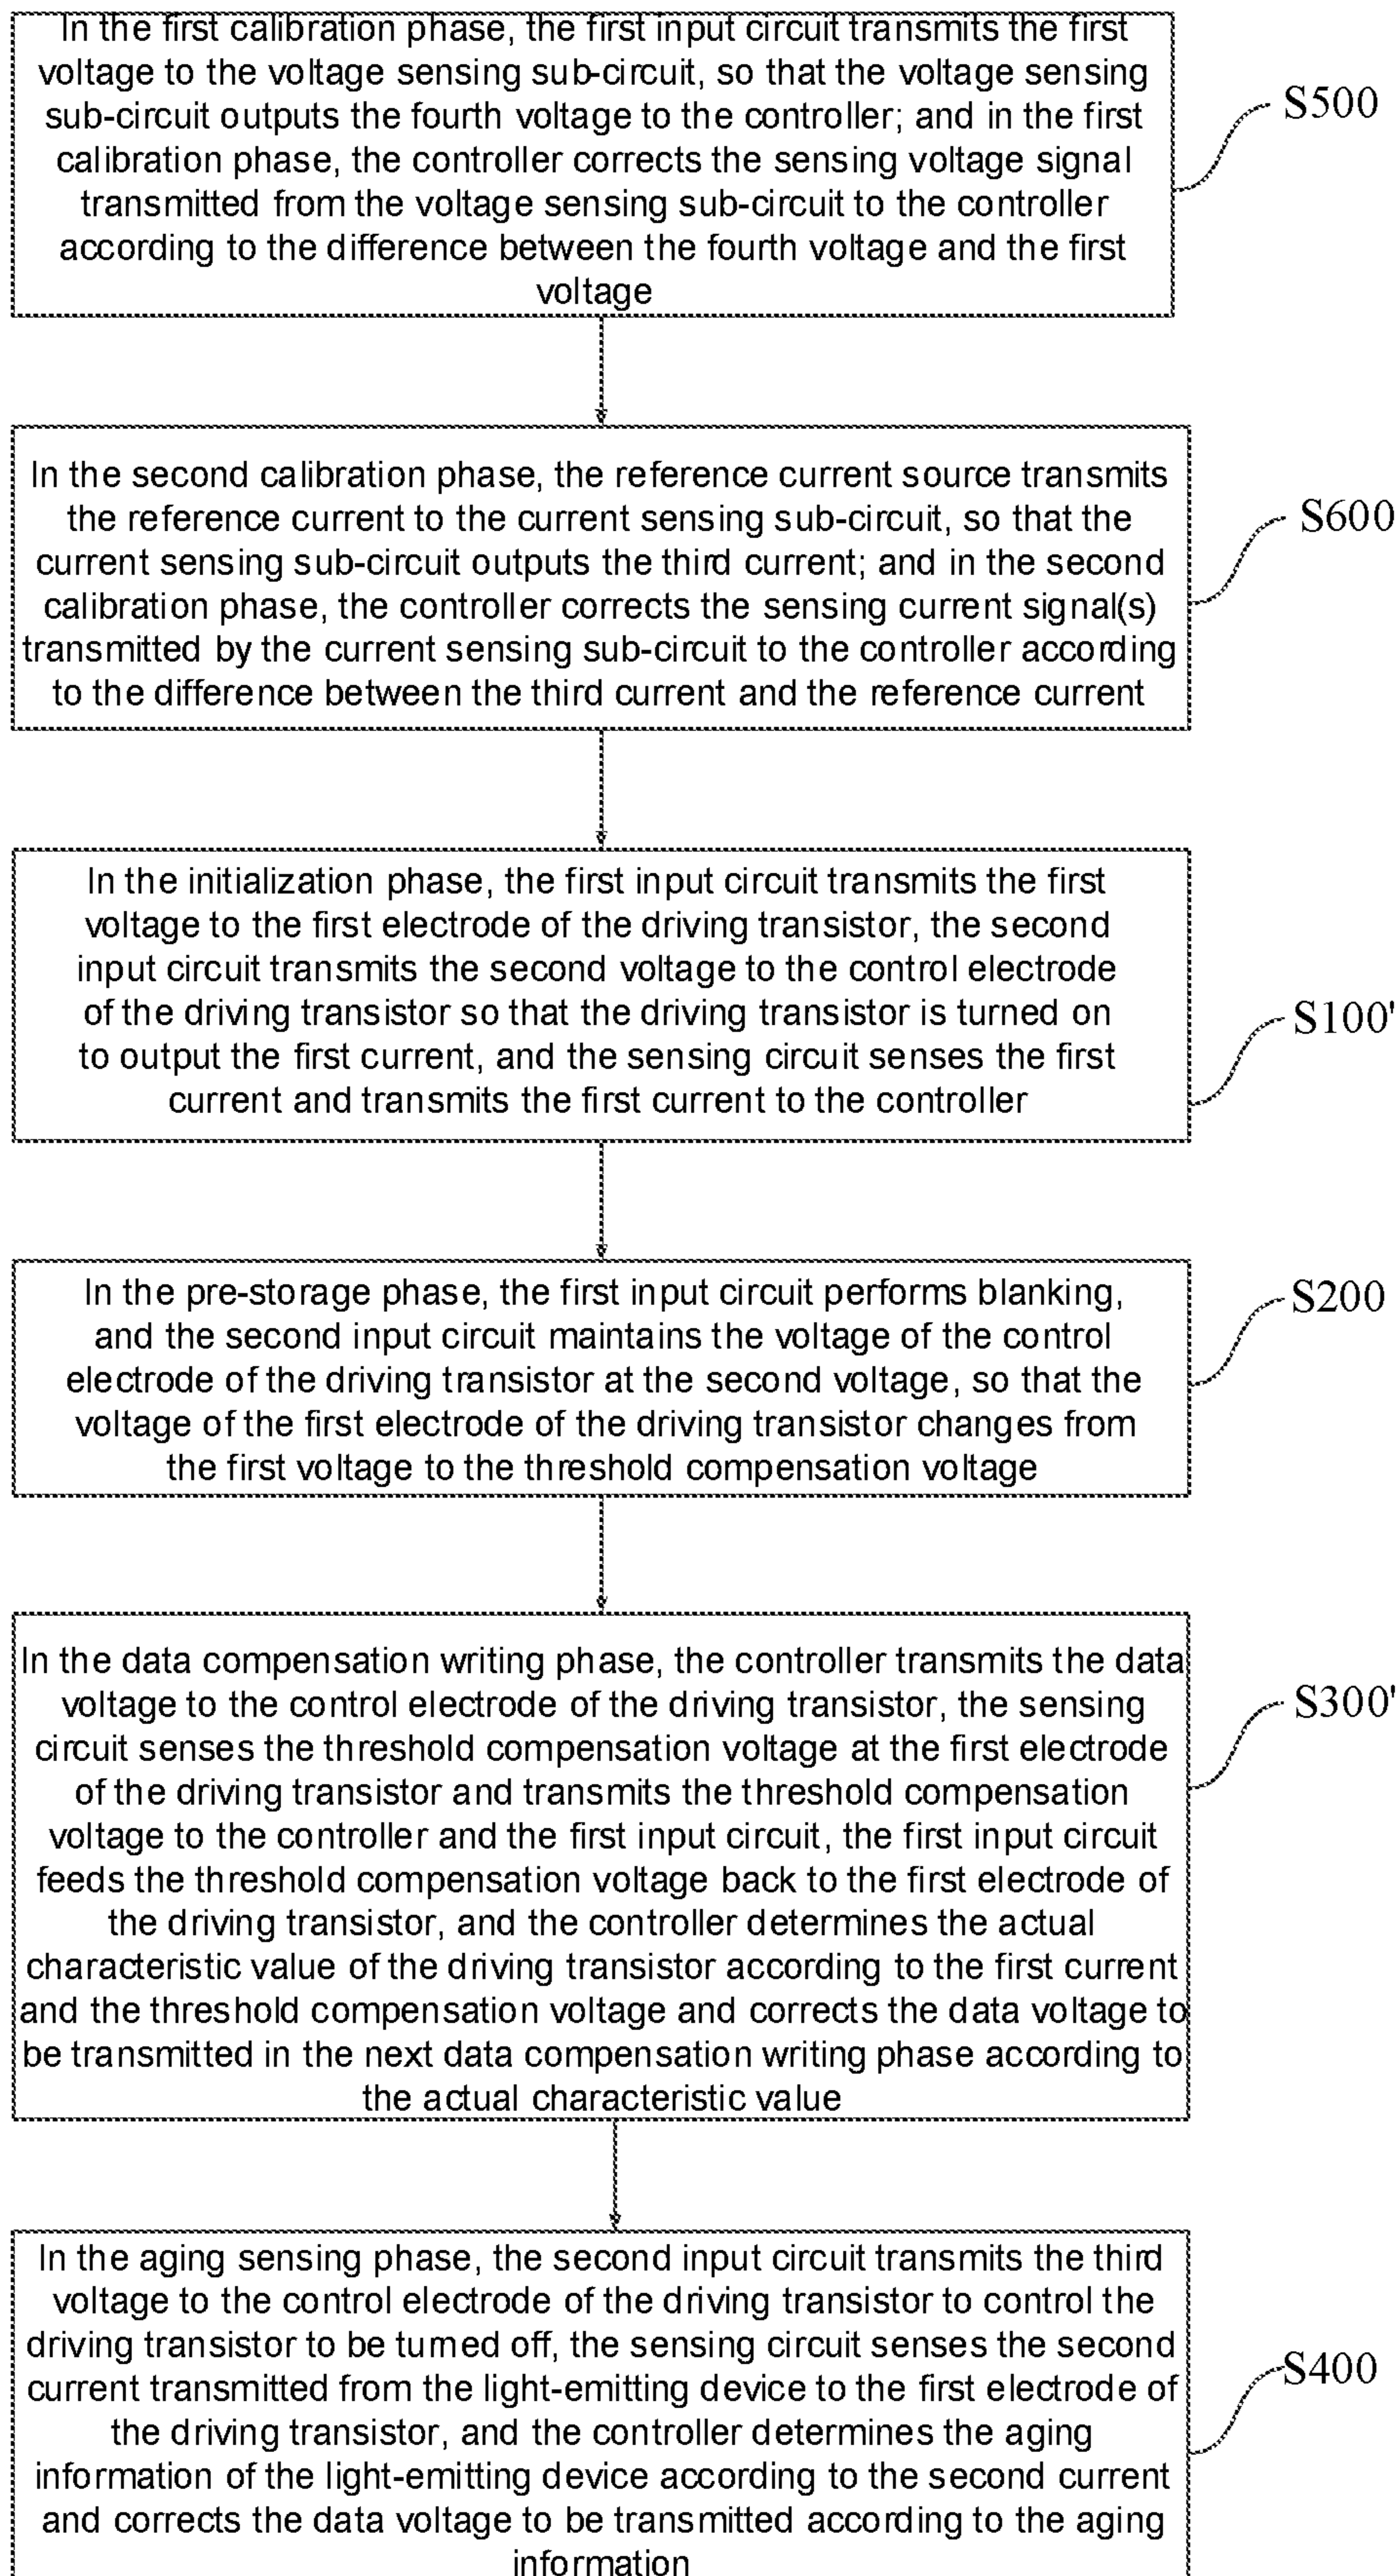 In the first calibration phase, the first input circuit transmits the first
voltage to the voltage sensing sub-circuit, so that the voltage sensing
sub-circuit outputs the fourth voltage to the controller; and in the first
calibration phase, the controller corrects the sensing voltage signal
transmitted from the voltage sensing sub-circuit to the controller
according to the difference between the fourth voltage and the first
voltage
S500
In the second calibration phase, the reference current source transmits
the reference current to the current sensing sub-circuit, so that the
current sensing sub-circuit outputs the third current; and in the second
calibration phase, the controller corrects the sensing current signal(s)
transmitted by the current sensing sub-circuit to the controller according
to the difference between the third current and the reference current
S600
In the initialization phase, the first input circuit transmits the first
voltage to the first electrode of the driving transistor, the second
input circuit transmits the second voltage to the control electrode
of the driving transistor so that the driving transistor is turned on
to output the first current, and the sensing circuit senses the first
current and transmits the first current to the controller
S100'
In the pre-storage phase, the first input circuit performs blanking,
and the second input circuit maintains the voltage of the control
electrode of the driving transistor at the second voltage, so that the
voltage of the first electrode of the driving transistor changes from
the first voltage to the threshold compensation voltage
S200
In the data compensation writing phase, the controller transmits the data
voltage to the control electrode of the driving transistor, the sensing
circuit senses the threshold compensation voltage at the first electrode
of the driving transistor and transmits the threshold compensation
voltage to the controller and the first input circuit, the first input circuit
feeds the threshold compensation voltage back to the first electrode of
the driving transistor, and the controller determines the actual
characteristic value of the driving transistor according to the first current
and the threshold compensation voltage and corrects the data voltage to
be transmitted in the next data compensation writing phase according to
the actual characteristic value
S300'
In the aging sensing phase, the second input circuit transmits the third
voltage to the control electrode of the driving transistor to control the
driving transistor to be turned off, the sensing circuit senses the second
current transmitted from the light-emitting device to the first electrode of
the driving transistor, and the controller determines the aging
information of the light-emitting device according to the second current
and corrects the data voltage to be transmitted according to the aging
information
S400